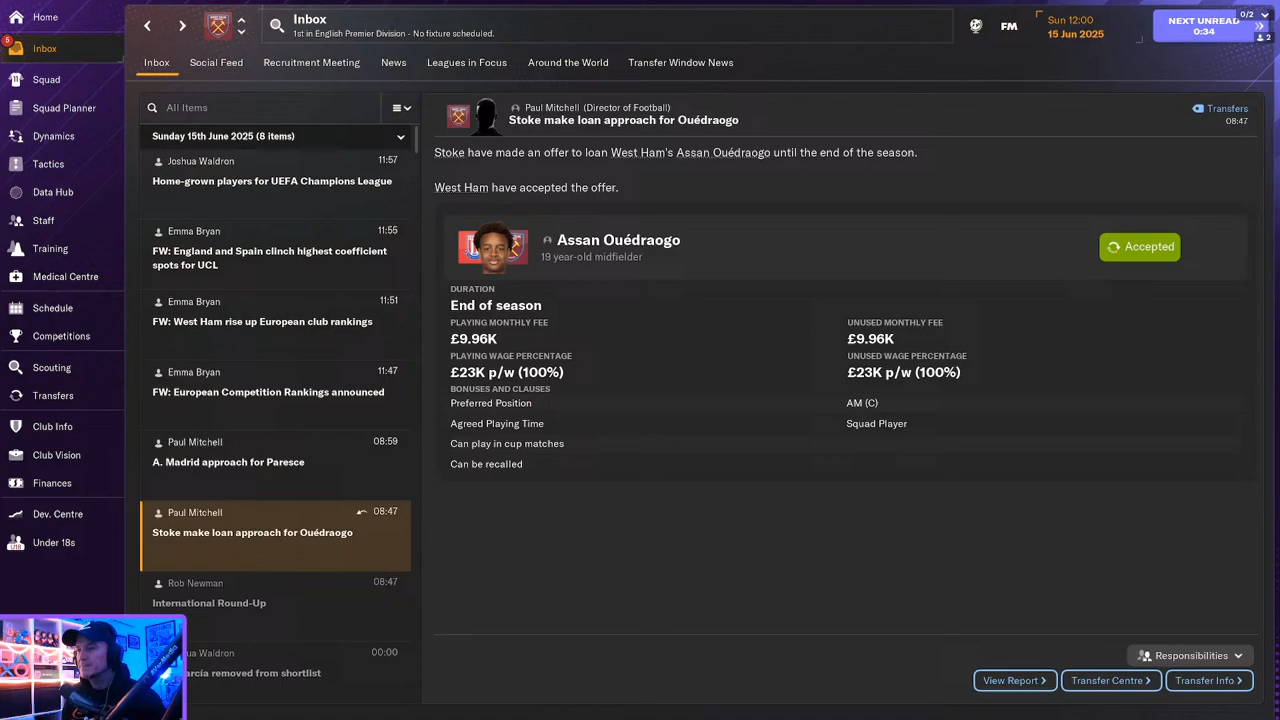 Home
5
Inbox
Squad
Squad Planner
Dynamics
Tactics
Data Hub
Staff
Training
Medical Centre
Schedule
Competitions
Scouting
Transfers
Club Info
Club Vision
Finances
Dev. Centre
U18
Under 18s
Inbox
1st in English Premier Division - No fixture scheduled.
FM
Sun 12:00
15 Jun 2025
NEXT UNREAD
0:34
0/2
2
Inbox
Social Feed
Recruitment Meeting
News
Leagues in Focus
Around the World
Transfer Window News
All Items
Sunday 15th June 2025 (8 items)
Joshua Waldron
11:57
Home-grown players for UEFA Champions League
Emma Bryan
11:55
FW: England and Spain clinch highest coefficient
spots for UCL
Emma Bryan
11:51
FW: West Ham rise up European club rankings
Emma Bryan
11:47
FW: European Competition Rankings announced
Paul Mitchell
08:59
A. Madrid approach for Paresce
Paul Mitchell
08:47
Stoke make loan approach for Ouédraogo
Rob Newman
08:47
International Round-Up
Waldron
00:00
removed from shortlist
Paul Mitchell (Director of Football)
Stoke make loan approach for Ouédraogo
Transfers
08:47
Stoke have made an offer to loan West Ham's Assan Ouédraogo until the end of the season.
West Ham have accepted the offer.
Assan Ouédraogo
19 year-old midfielder
Accepted
DURATION
End of season
PLAYING MONTHLY FEE
£9.96K
UNUSED MONTHLY FEE
£9.96K
PLAYING WAGE PERCENTAGE
£23K p/w (100%)
UNUSED WAGE PERCENTAGE
£23K p/w (100%)
BONUSES AND CLAUSES
Preferred Position
AM (C)
Agreed Playing Time
Squad Player
Can play in cup matches
Can be recalled
Responsibilities
View Report
Transfer Centre
Transfer Info